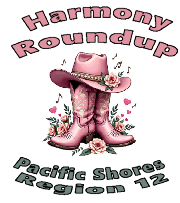 Harmony
Roundup
Pacific Shores
Region 12